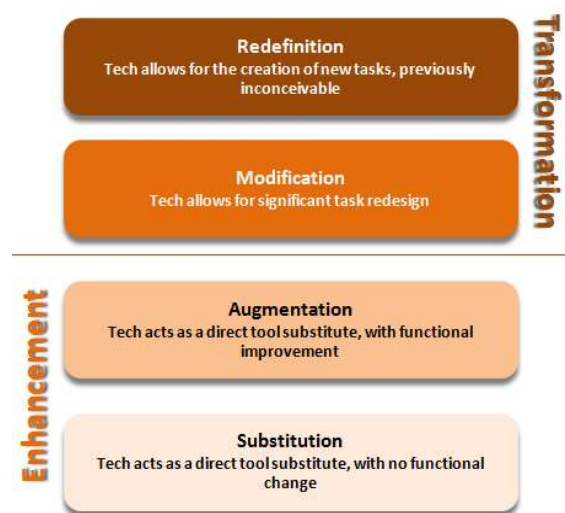 Redefinition
Tech allows for the creation of new tasks, previously
inconceivable
Modification
Tech allows for significant task redesign
Transformation
Augmentation
Tech acts as a direct tool substitute, with functional
improvement
Substitution
Tech acts as a direct tool substitute, with no functional
change
Enhancement